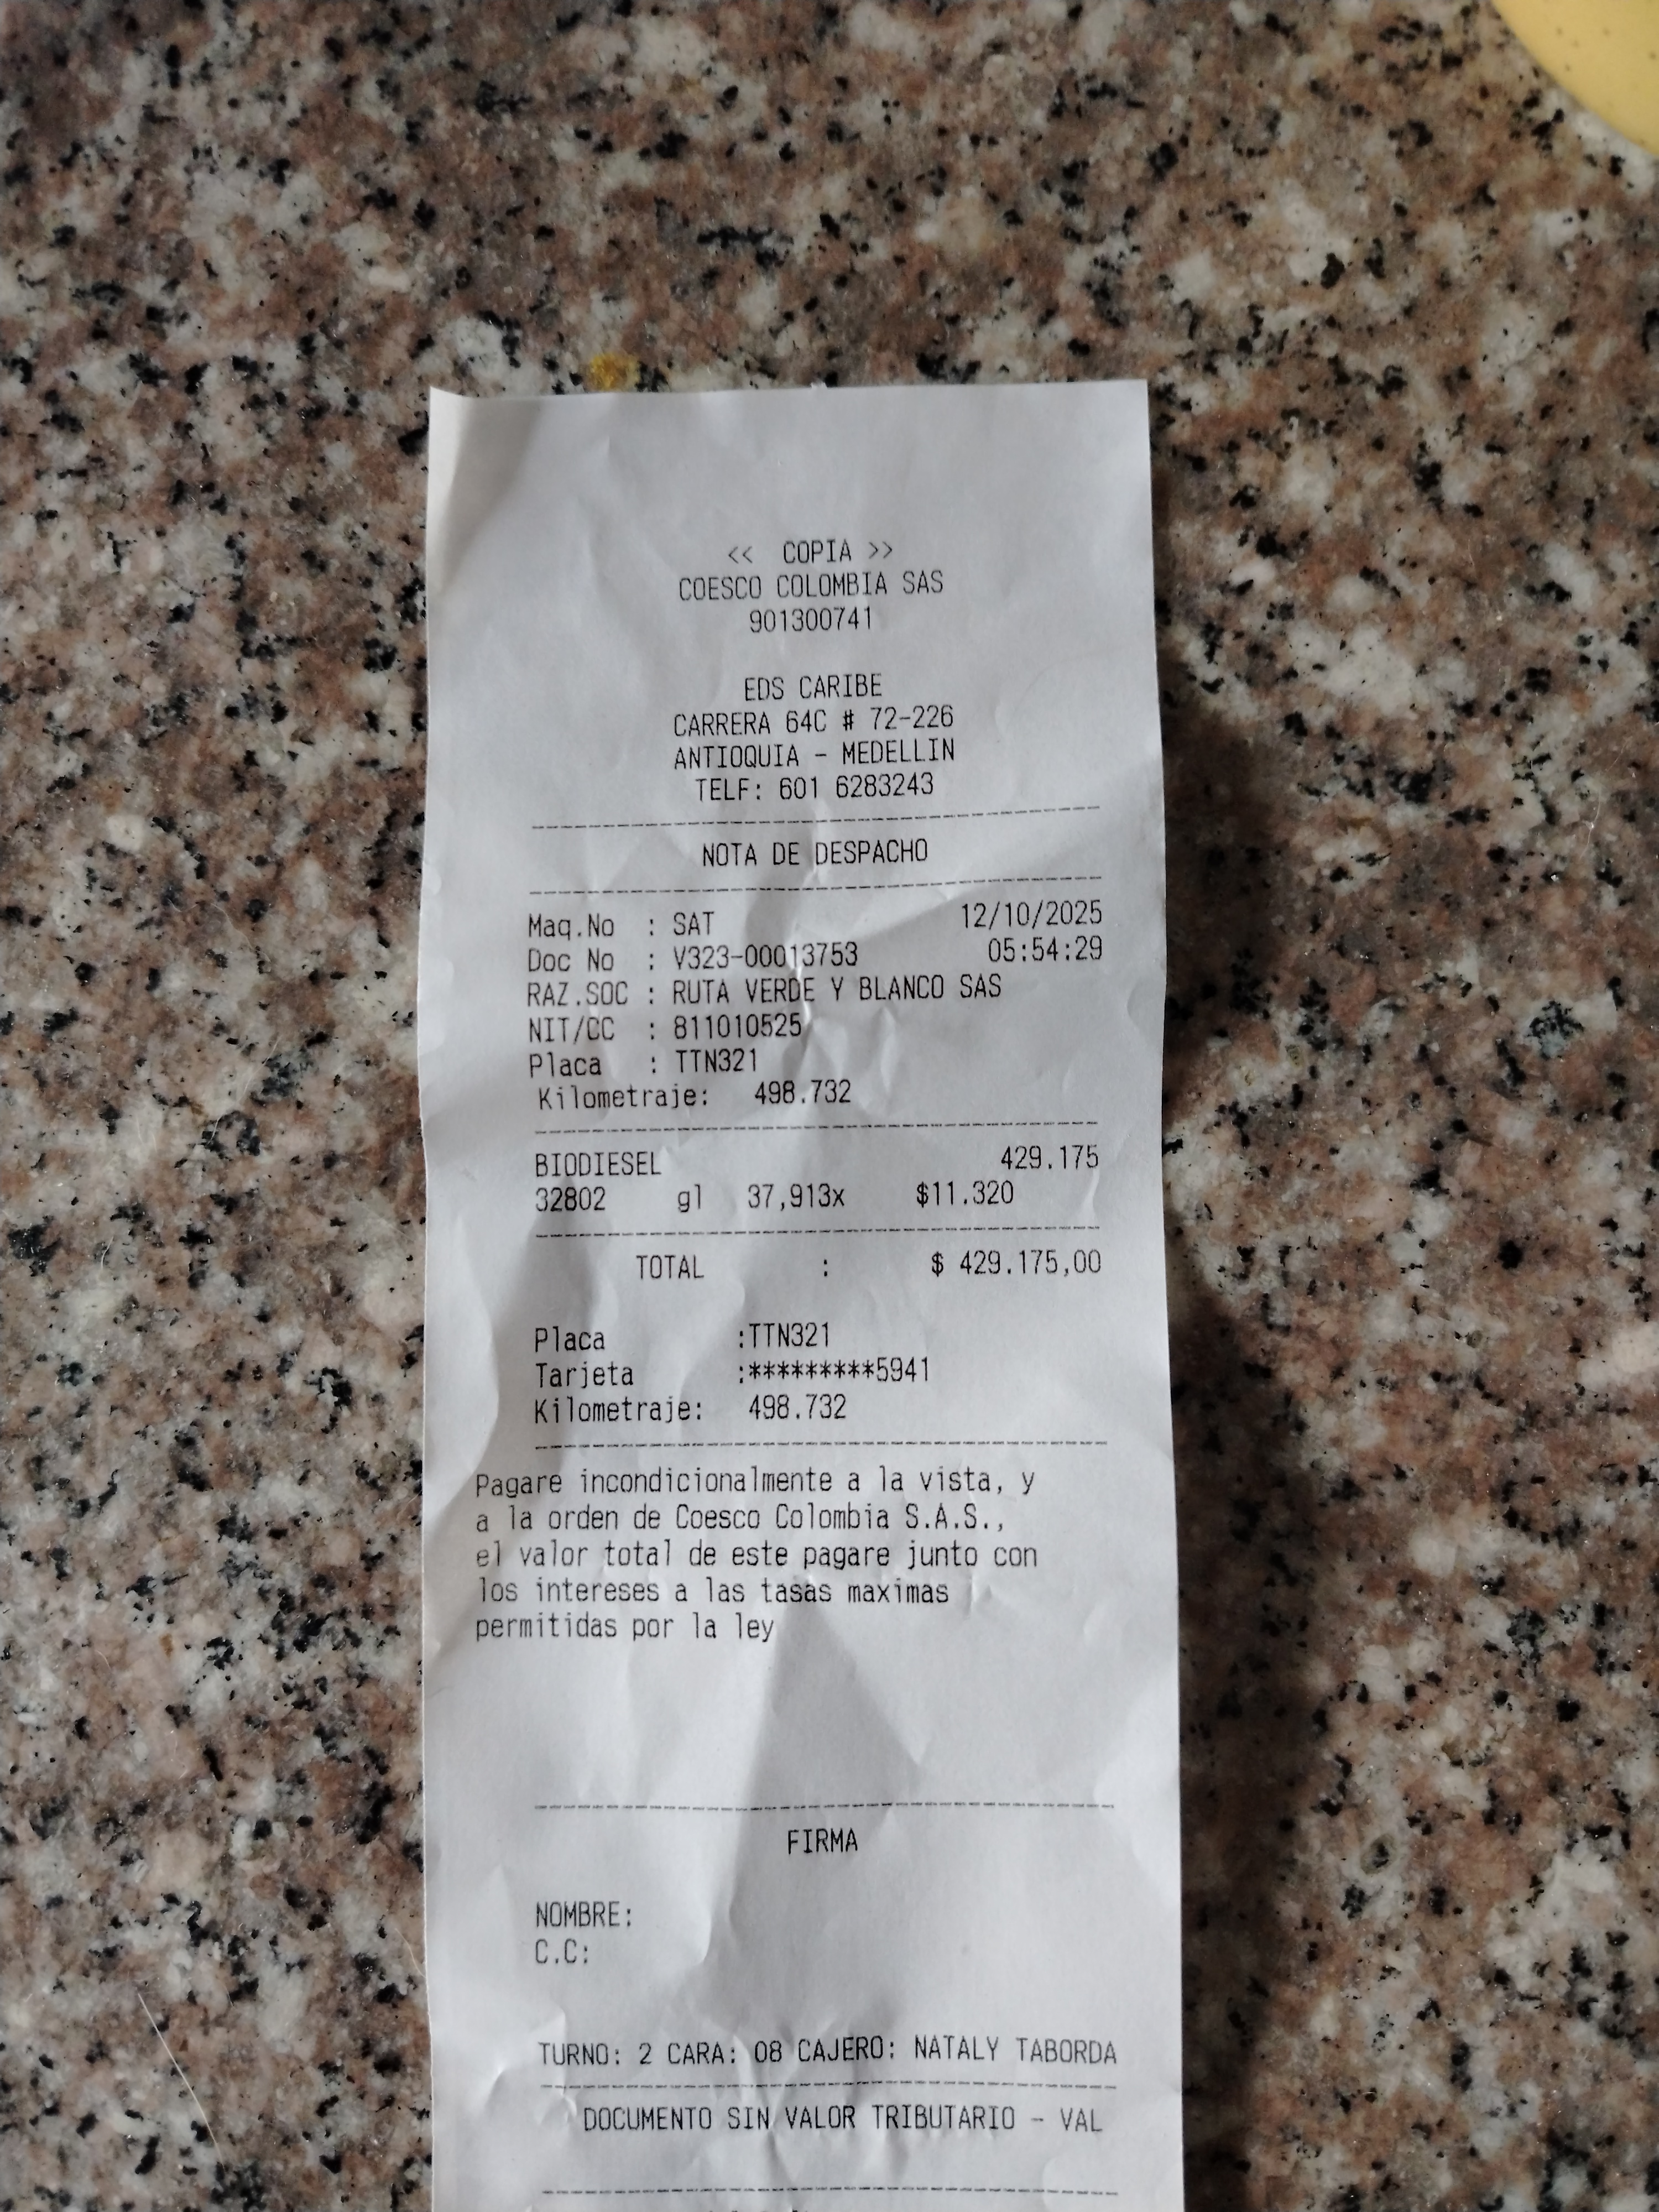 << COPIA >>
COESCO COLOMBIA SAS
901300741
EDS CARIBE
CARRERA 64C # 72-226
ANTIOQUIA - MEDELLIN
TELF: 601 6283243
NOTA DE DESPACHO
Maq.No : SAT 12/10/2025
Doc No : V323-00013753 05:54:29
RAZ.SOC : RUTA VERDE Y BLANCO SAS
NIT/CC : 811010525
Placa : TTN321
Kilometraje: 498.732
BIODIESEL 429.175
32802 gl 37,913x $11.320
TOTAL : $ 429.175,00
Placa :TTN321
Tarjeta :*********5941
Kilometraje: 498.732
Pagare incondicionalmente a la vista, y
a la orden de Coesco Colombia S.A.S.,
el valor total de este pagare junto con
los intereses a las tasas maximas
permitidas por la ley
FIRMA
NOMBRE:
C.C:
TURNO: 2 CARA: 08 CAJERO: NATALY TABORDA
DOCUMENTO SIN VALOR TRIBUTARIO - VAL